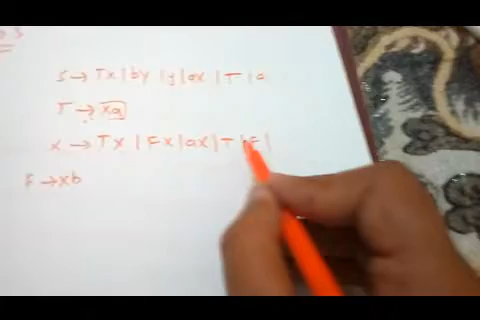 S → Tx | by | y | ax | T | a
T → xa
x → Tx | Fx | ax | T | F |
F → xb